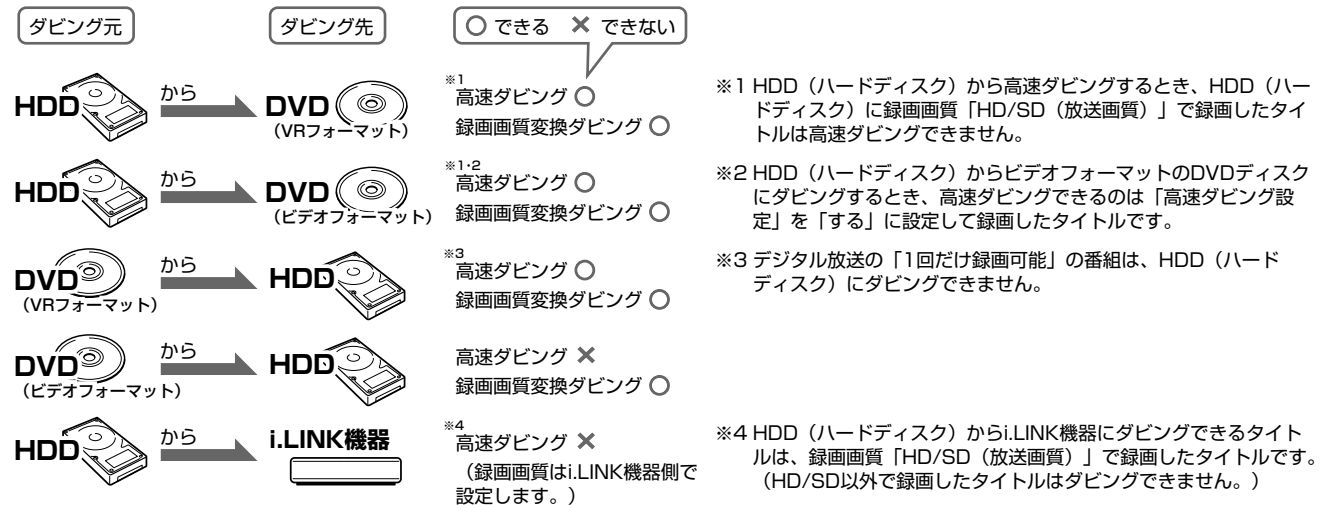 ダビング元
ダビング先
○ できる ✕ できない
HDD
から
DVD
（VRフォーマット）
※1
高速ダビング ○
録画画質変換ダビング ○
※1 HDD（ハードディスク）から高速ダビングするとき、HDD（ハー
ドディスク）に録画画質「HD/SD（放送画質）」で録画したタイ
トルは高速ダビングできません。
HDD
から
DVD
（ビデオフォーマット）
※1・2
高速ダビング ○
録画画質変換ダビング ○
※2 HDD（ハードディスク）からビデオフォーマットのDVDディスク
にダビングするとき、高速ダビングできるのは「高速ダビング設
定」を「する」に設定して録画したタイトルです。
DVD
（VRフォーマット）
から
HDD
※3
高速ダビング ○
録画画質変換ダビング ○
※3 デジタル放送の「1回だけ録画可能」の番組は、HDD（ハード
ディスク）にダビングできません。
DVD
（ビデオフォーマット）
から
HDD
高速ダビング ✕
録画画質変換ダビング ○
HDD
から
i.LINK機器
※4
高速ダビング ✕
（録画画質はi.LINK機器側で
設定します。）
※4 HDD（ハードディスク）からi.LINK機器にダビングできるタイト
ルは、録画画質「HD/SD（放送画質）」で録画したタイトルです。
（HD/SD以外で録画したタイトルはダビングできません。）